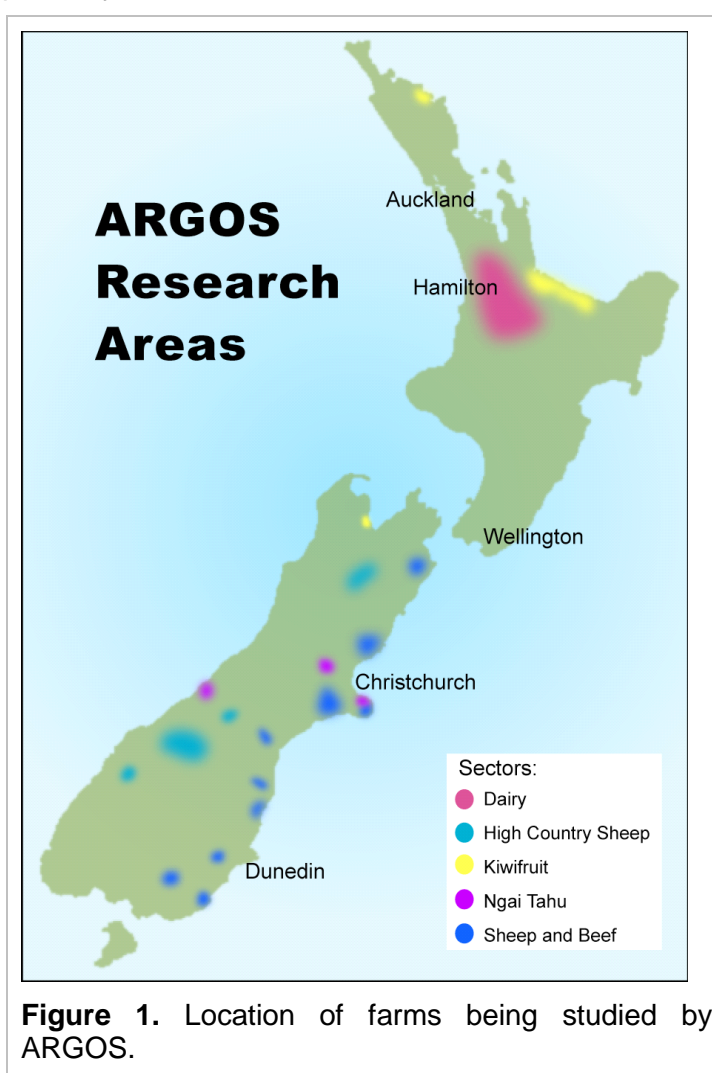 ARGOS
Research
Areas
Auckland
Hamilton
Wellington
Christchurch
Dunedin
Sectors:
Dairy
High Country Sheep
Kiwifruit
Ngai Tahu
Sheep and Beef
Figure 1. Location of farms being studied by
ARGOS.